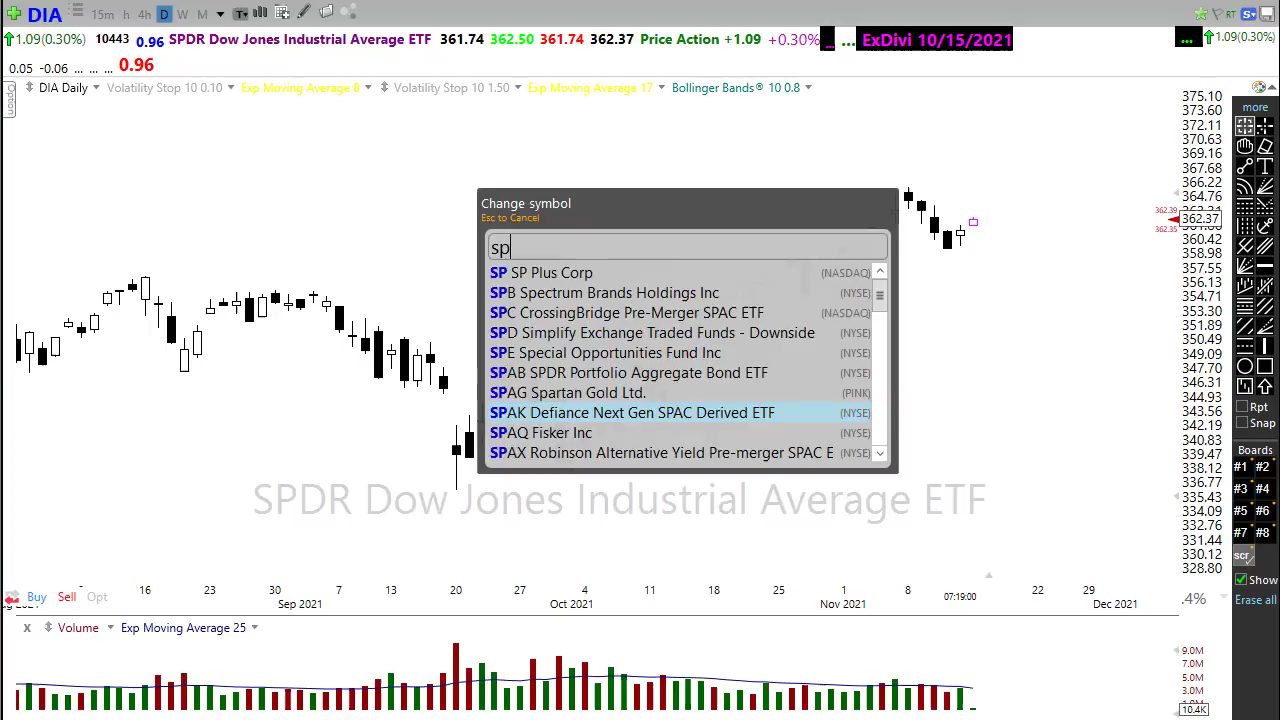 DIA 15m h 4h D W M T RT S
1.09(0.30%) 10443 0.96 SPDR Dow Jones Industrial Average ETF 361.74 362.50 361.74 362.37 Price Action +1.09 +0.30% ... ... ExDivi 10/15/2021 ... 1.09(0.30%)
0.05 -0.06 ... ... ... 0.96
Option
DIA Daily Volatility Stop 10 0.10 Exp Moving Average 8 Volatility Stop 10 1.50 Exp Moving Average 17 Bollinger Bands® 10 0.8
375.10
373.60
372.11
370.63
369.16
367.68
366.22
364.76
362.39
362.37
362.35
360.42
358.98
357.55
356.13
354.71
353.30
351.89
350.49
349.09
347.70
346.31
344.93
343.56
342.19
340.83
339.47
338.12
336.77
335.43
334.09
332.76
331.44
330.12
328.80
more
T
Rpt
Snap
Boards
#1 #2
#3 #4
#5 #6
#7 #8
scr
Show
Erase all
Change symbol
Esc to Cancel
sp
SP SP Plus Corp (NASDAQ)
SPB Spectrum Brands Holdings Inc (NYSE)
SPC CrossingBridge Pre-Merger SPAC ETF (NASDAQ)
SPD Simplify Exchange Traded Funds - Downside (NYSE)
SPE Special Opportunities Fund Inc (NYSE)
SPAB SPDR Portfolio Aggregate Bond ETF (NYSE)
SPAG Spartan Gold Ltd. (PINK)
SPAK Defiance Next Gen SPAC Derived ETF (NYSE)
SPAQ Fisker Inc (NYSE)
SPAX Robinson Alternative Yield Pre-merger SPAC E (NYSE)
SPDR Dow Jones Industrial Average ETF
Buy Sell Opt
16 23 30 7 13 20 27 4 11 18 25 1 8 07:19:00 22 29
Sep 2021 Oct 2021 Nov 2021 Dec 2021
.4%
X Volume Exp Moving Average 25
9.0M
7.0M
5.0M
3.0M
10.4K